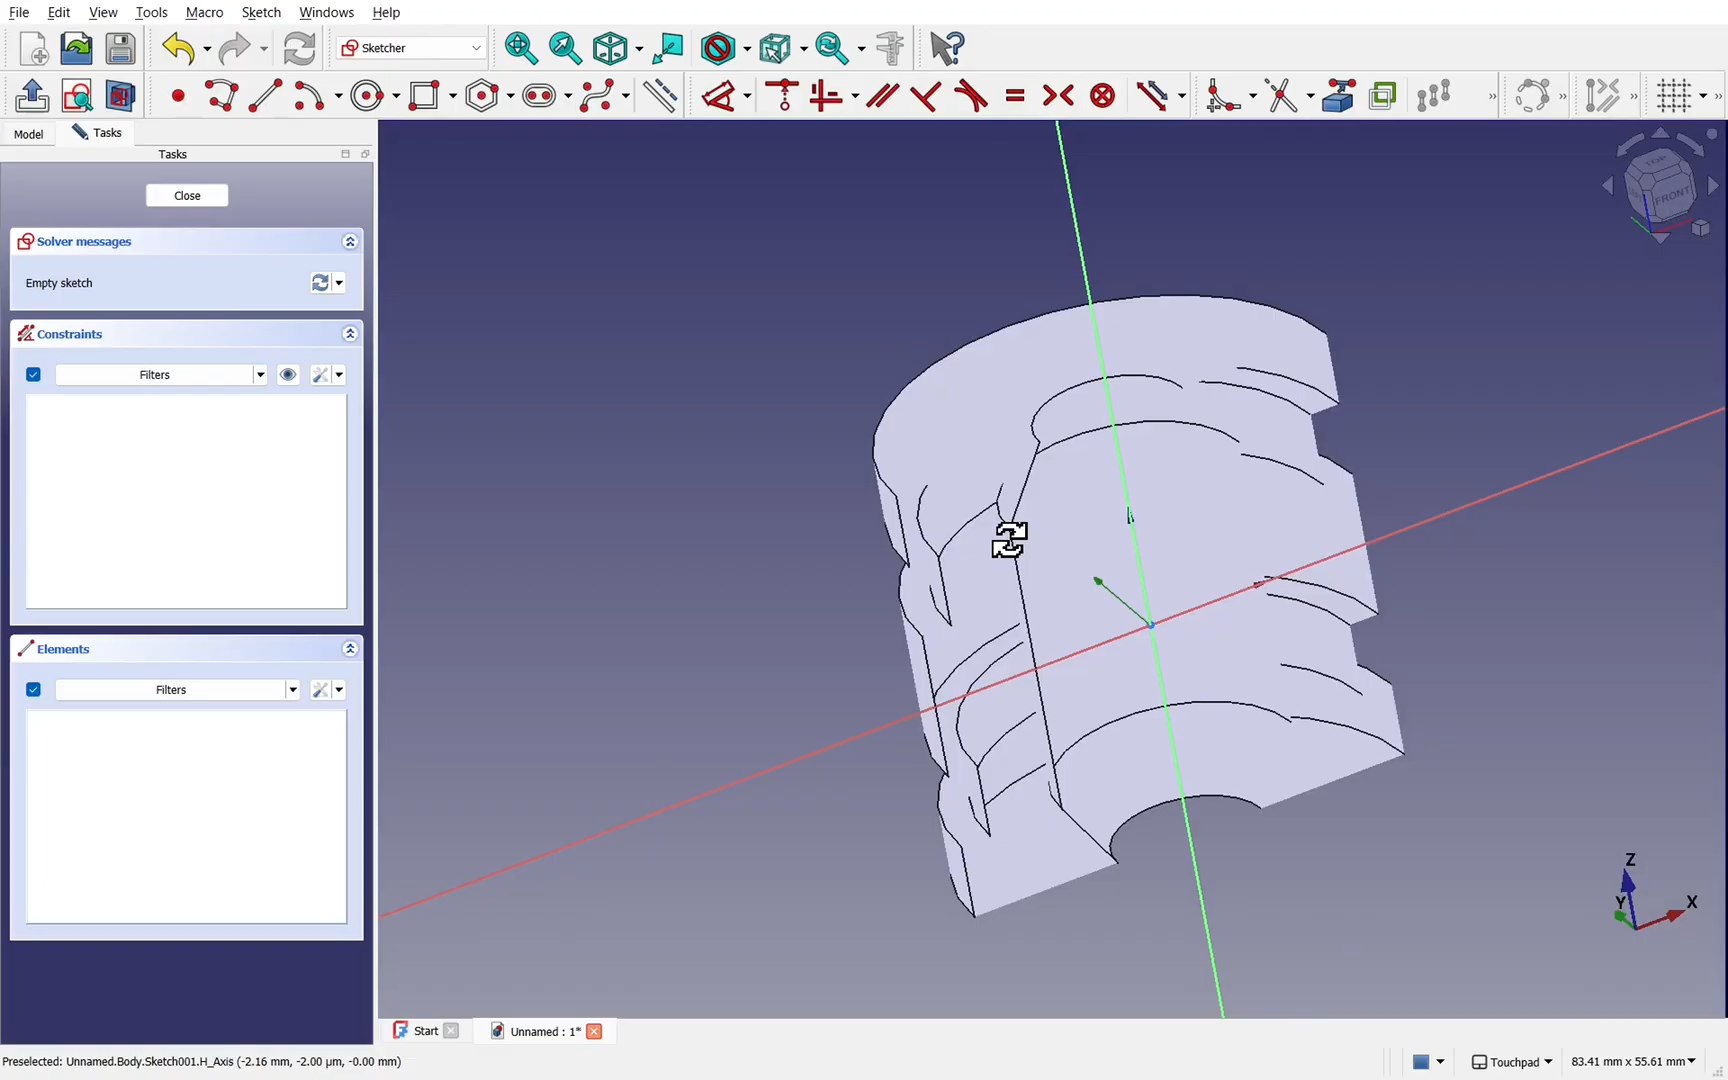 File Edit View Tools Macro Sketch Windows Help
Sketcher
Model Tasks
Tasks
Close
Solver messages
Empty sketch
Constraints
Filters
Elements
Filters
TOP
FRONT
Z
Y X
Start Unnamed : 1*
Preselected: Unnamed.Body.Sketch001.H_Axis (-2.16 mm, -2.00 µm, -0.00 mm) Touchpad 83.41 mm x 55.61 mm